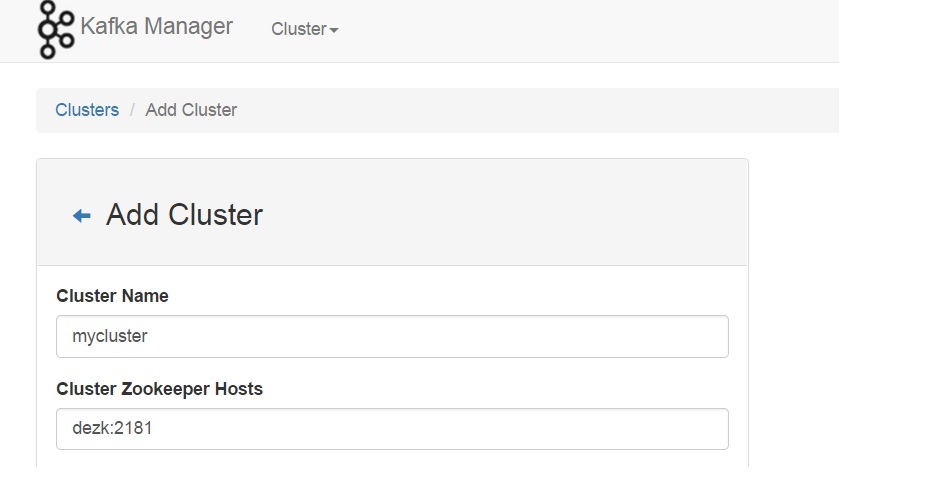 Kafka Manager Cluster
Clusters / Add Cluster
Add Cluster
Cluster Name
mycluster
Cluster Zookeeper Hosts
dezk:2181